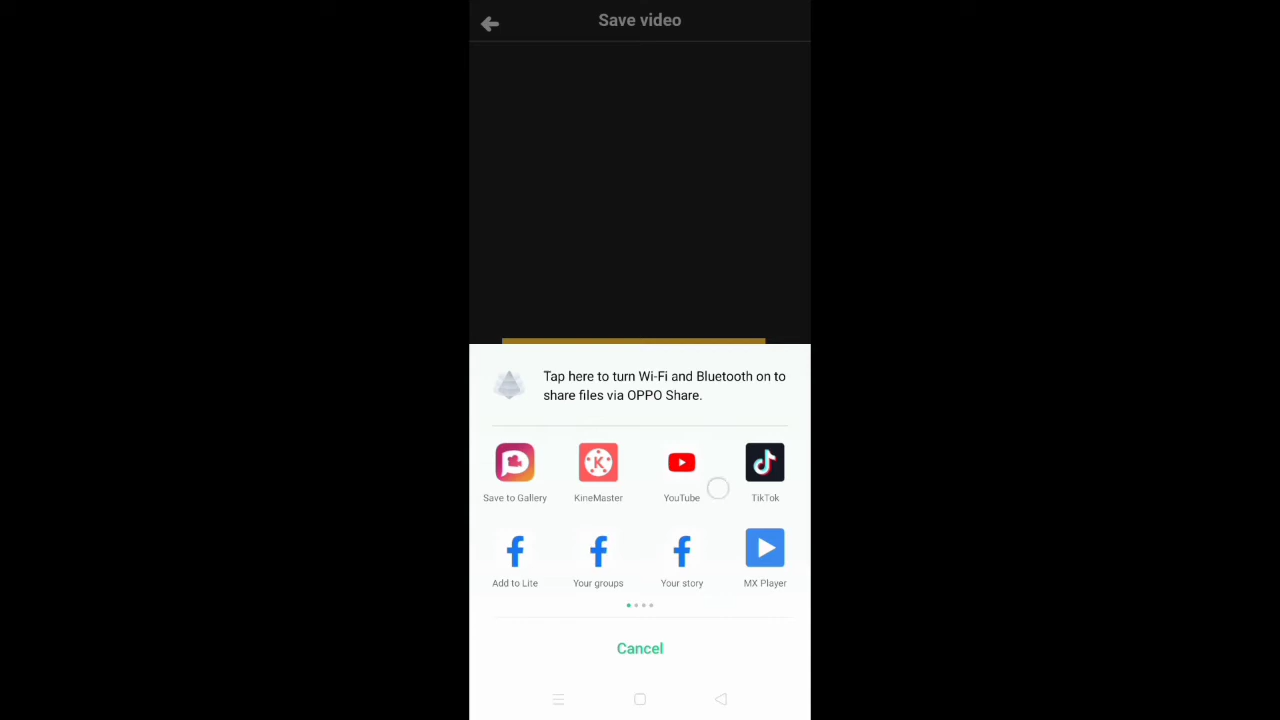 Save video
Tap here to turn Wi-Fi and Bluetooth on to
share files via OPPO Share.
Save to Gallery
KineMaster
YouTube
TikTok
Add to Lite
Your groups
Your story
MX Player
Cancel